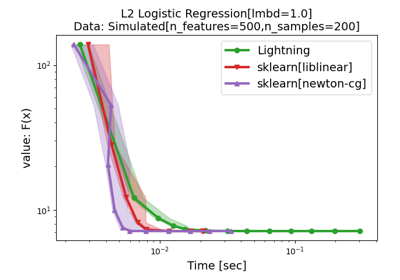 L2 Logistic Regression[lmbd=1.0]
Data: Simulated[n_features=500,n_samples=200]
Lightning
sklearn[liblinear]
sklearn[newton-cg]
value: F(x)
10²
10¹
10⁻²
10⁻¹
Time [sec]